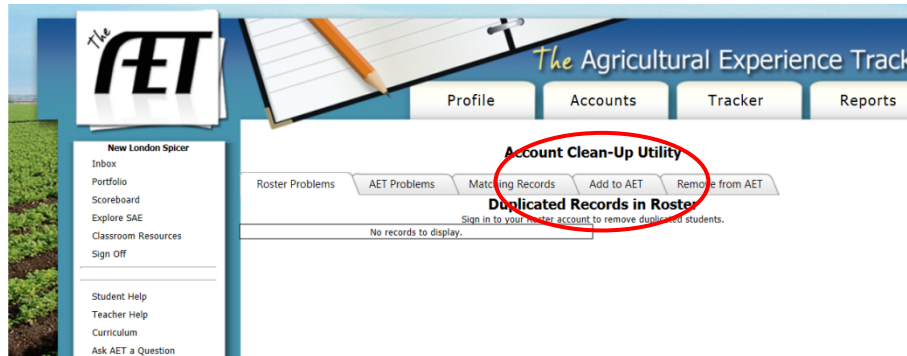 The AET
The Agricultural Experience Track
Profile
Accounts
Tracker
Reports
New London Spicer
Inbox
Portfolio
Scoreboard
Explore SAE
Classroom Resources
Sign Off
Student Help
Teacher Help
Curriculum
Ask AET a Question
Account Clean-Up Utility
Roster Problems
AET Problems
Matching Records
Add to AET
Remove from AET
Duplicated Records in Roster
Sign in to your Roster account to remove duplicated students.
No records to display.